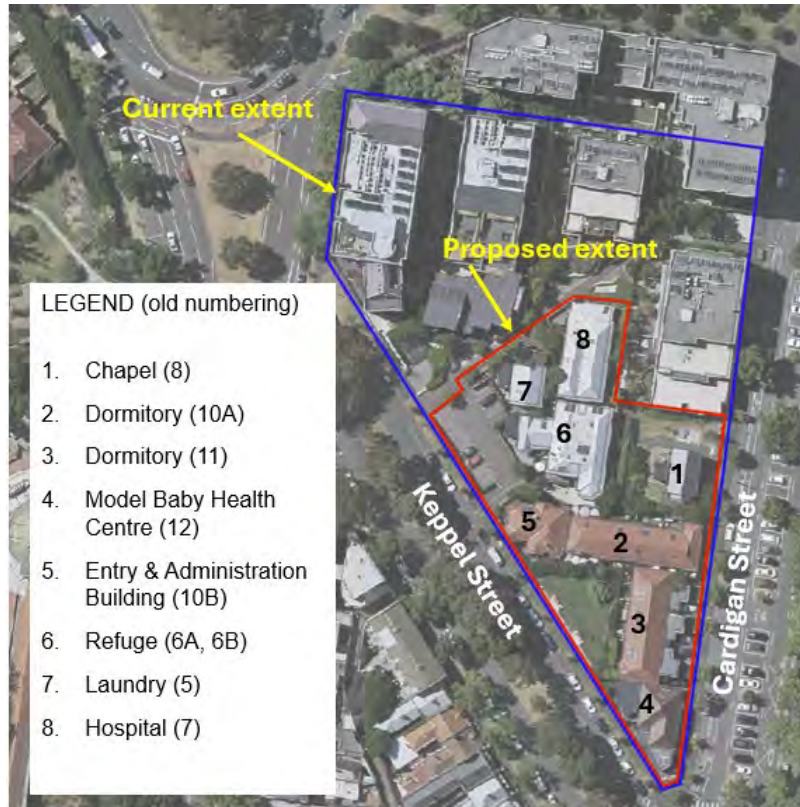 Current extent
Proposed extent
LEGEND (old numbering)
1. Chapel (8)
2. Dormitory (10A)
3. Dormitory (11)
4. Model Baby Health
Centre (12)
5. Entry & Administration
Building (10B)
6. Refuge (6A, 6B)
7. Laundry (5)
8. Hospital (7)
8
7
6
1
5
2
3
4
Keppel Street
Cardigan Street